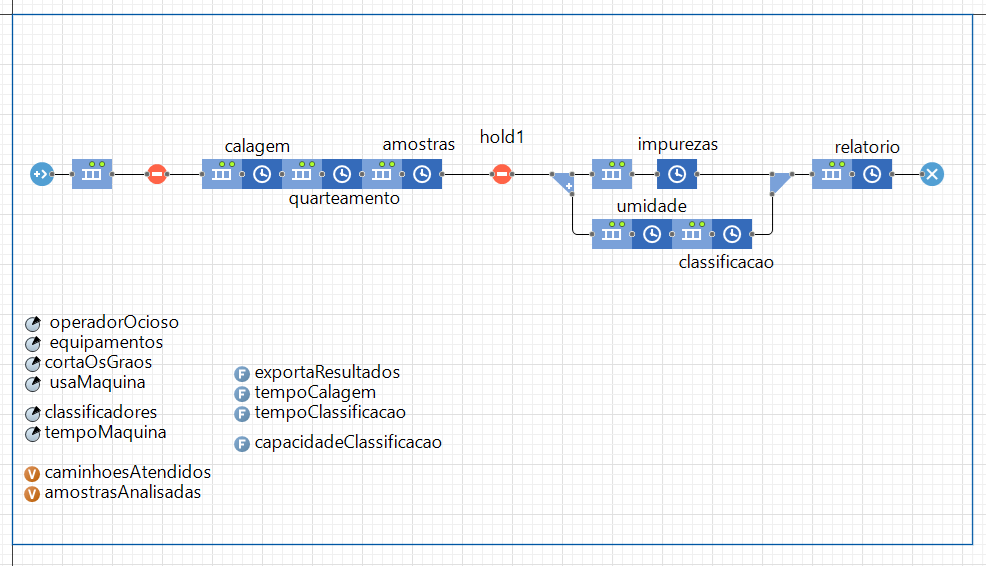 hold1
calagem
amostras
impurezas
relatorio
quarteamento
umidade
classificacao
operadorOcioso
equipamentos
cortaOsGraos
usaMaquina
classificadores
tempoMaquina
caminhoesAtendidos
amostrasAnalisadas
F exportaResultados
F tempoCalagem
F tempoClassificacao
F capacidadeClassificacao